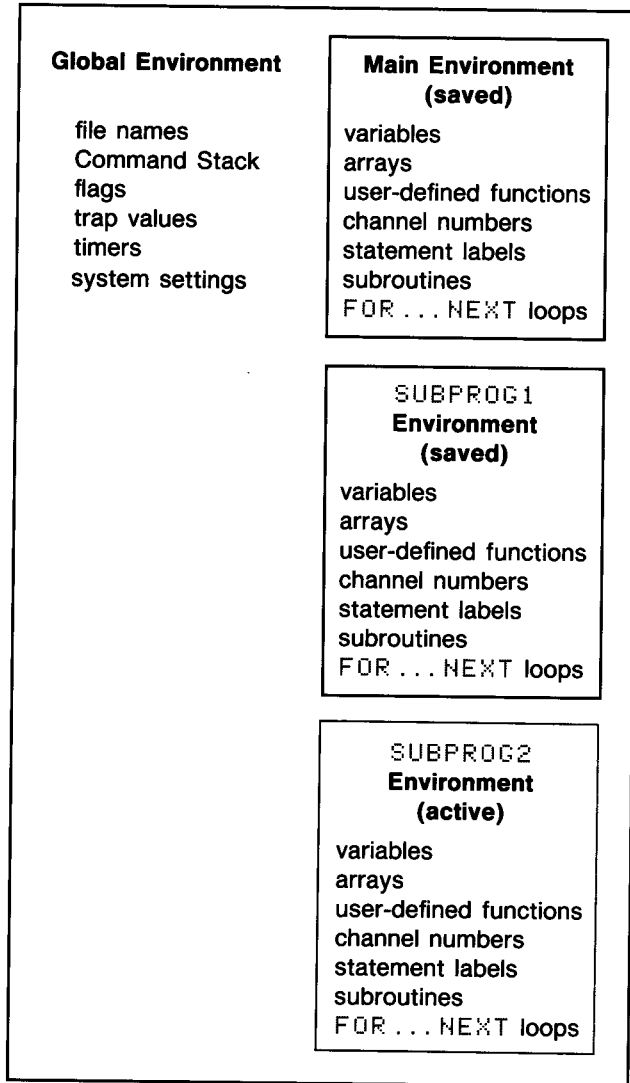 Global Environment
file names
Command Stack
flags
trap values
timers
system settings
Main Environment
(saved)
variables
arrays
user-defined functions
channel numbers
statement labels
subroutines
FOR ... NEXT loops
SUBPROG1
Environment
(saved)
variables
arrays
user-defined functions
channel numbers
statement labels
subroutines
FOR ... NEXT loops
SUBPROG2
Environment
(active)
variables
arrays
user-defined functions
channel numbers
statement labels
subroutines
FOR ... NEXT loops